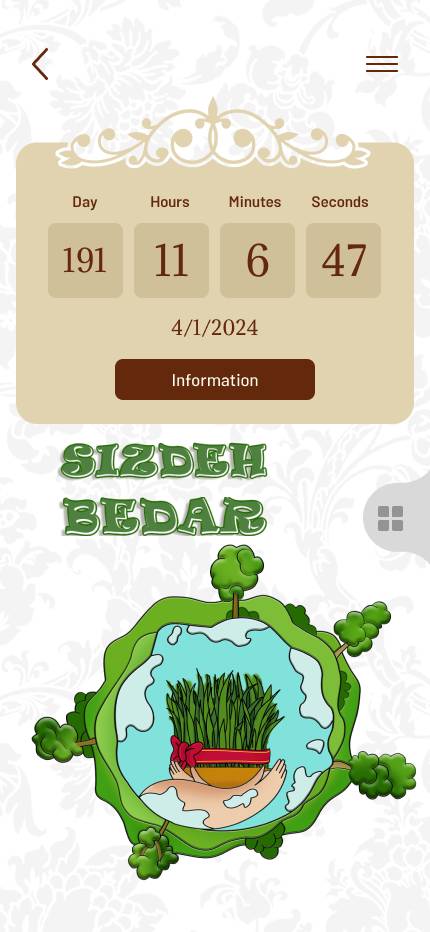 Day Hours Minutes Seconds
191 11 6 47
4/1/2024
Information
SIZDEH
BEDAR